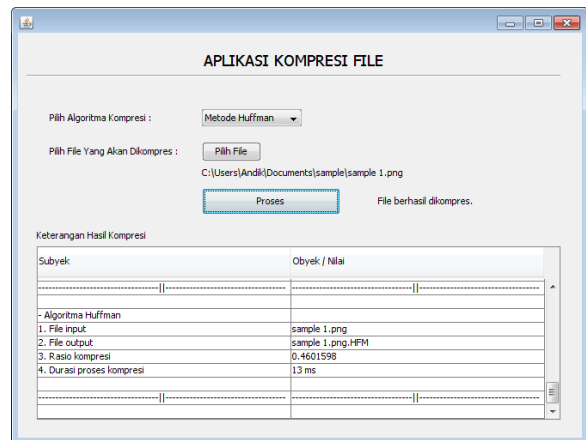 APLIKASI KOMPRESI FILE
Pilih Algoritma Kompresi : Metode Huffman
Pilih File Yang Akan Dikompres : Pilih File
C:\Users\Andik\Documents\sample\sample 1.png
Proses File berhasil dikompres.
Keterangan Hasil Kompresi
Subyek Obyek / Nilai
-----------------------------------||----------------------------------- -----------------------------------||-----------------------------------
- Algoritma Huffman
1. File input sample 1.png
2. File output sample 1.png.HFM
3. Rasio kompresi 0.4601598
4. Durasi proses kompresi 13 ms
-----------------------------------||----------------------------------- -----------------------------------||-----------------------------------